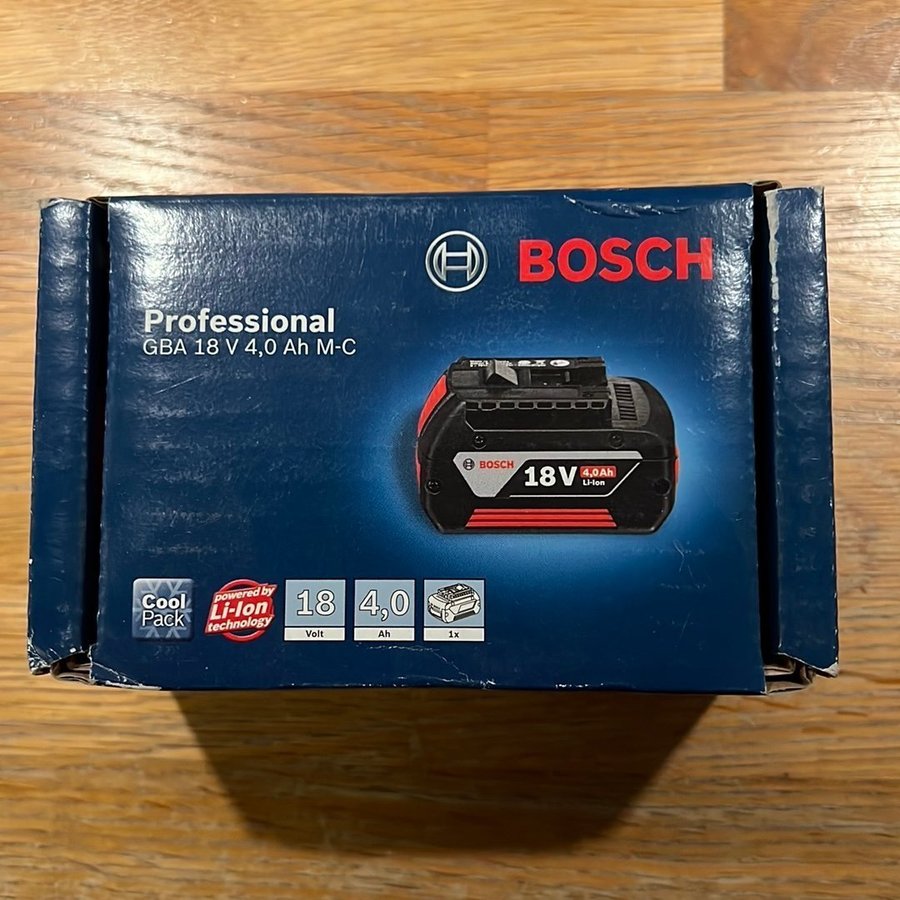 BOSCH
Professional
GBA 18 V 4,0 Ah M-C
BOSCH
18V 4,0Ah
Li-Ion
Cool
Pack
powered by
Li-Ion
technology
18
Volt
4,0
Ah
1x